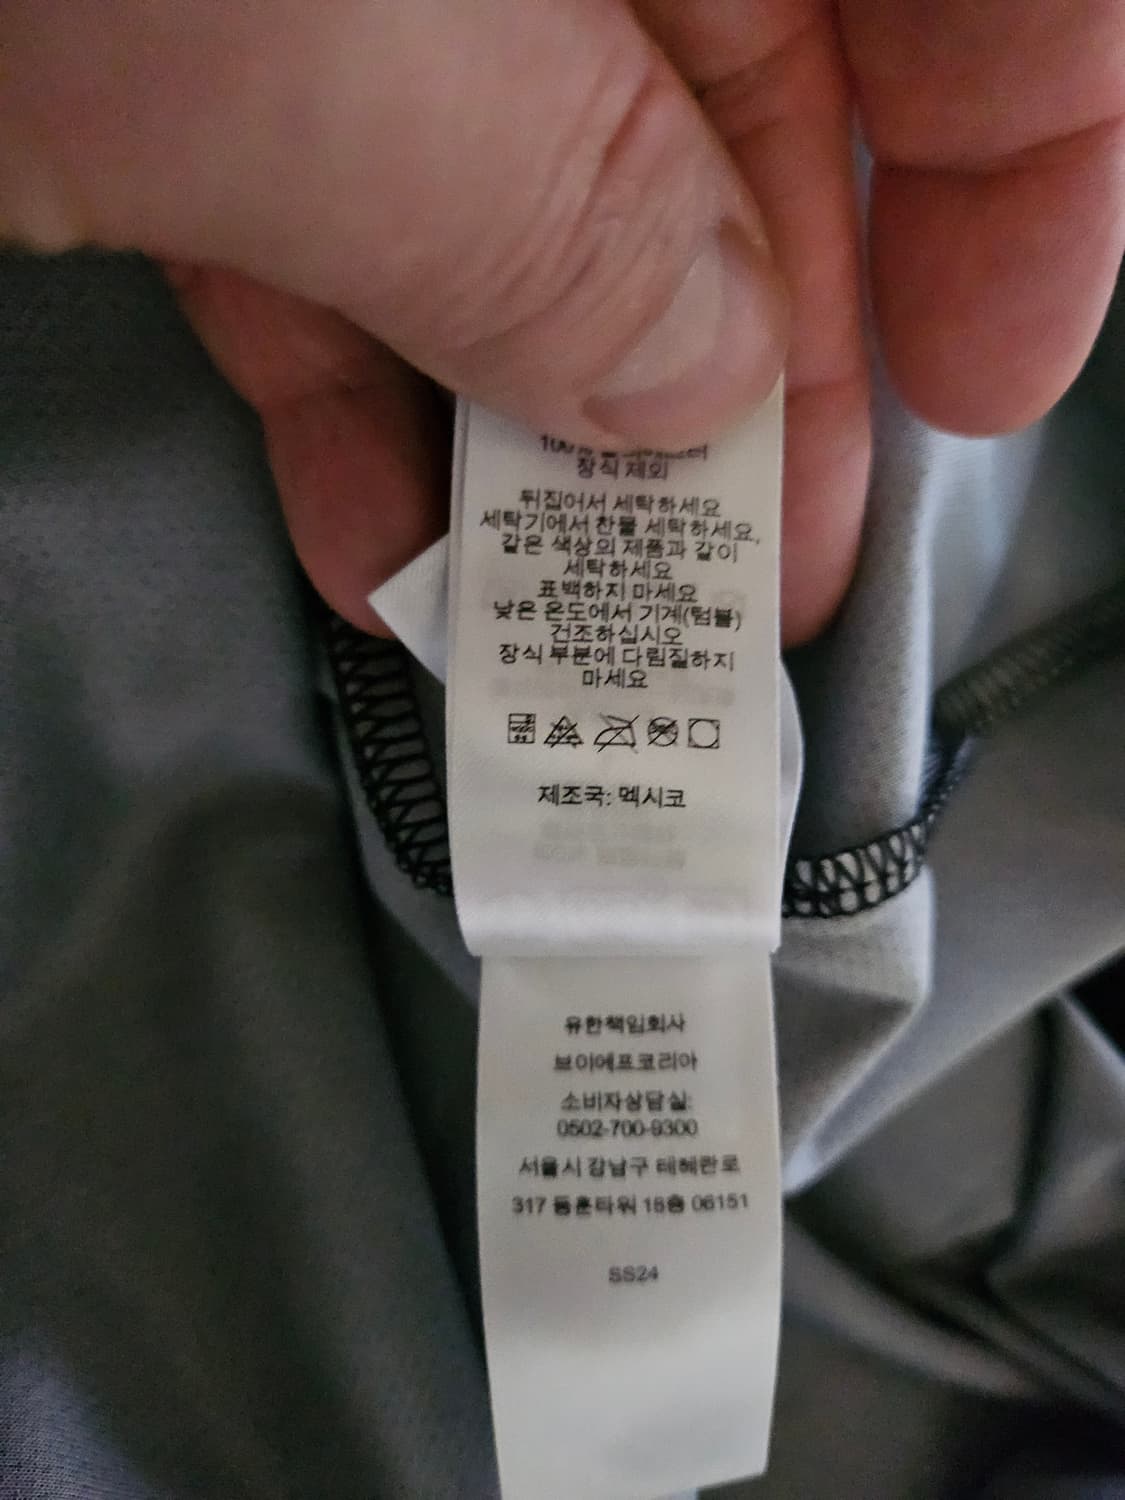 장식 제외
뒤집어서 세탁하세요
세탁기에서 찬물 세탁하세요,
같은 색상의 제품과 같이
세탁하세요
표백하지 마세요
낮은 온도에서 기계(텀블)
건조하십시오
장식 부분에 다림질하지
마세요
제조국: 멕시코
유한책임회사
브이에프코리아
소비자상담실:
0502-700-9300
서울시 강남구 테헤란로
317 동훈타워 18층 06151
SS24